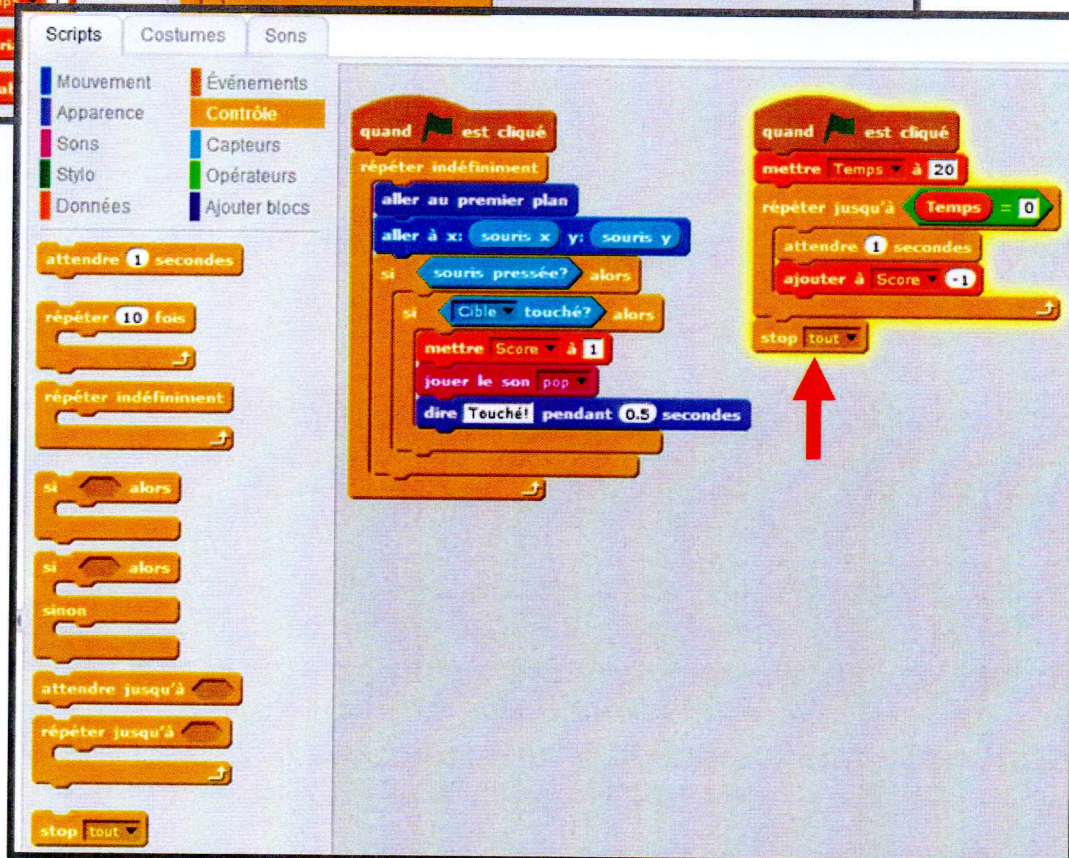 Scripts Costumes Sons
Mouvement Événements
Apparence Contrôle
Sons Capteurs
Stylo Opérateurs
Données Ajouter blocs
attendre 1 secondes
répéter 10 fois
répéter indéfiniment
si alors
si alors
sinon
attendre jusqu'à
répéter jusqu'à
stop tout
quand est cliqué
répéter indéfiniment
aller au premier plan
aller à x: souris x y: souris y
si souris pressée? alors
si Cible touché? alors
mettre Score à 1
jouer le son pop
dire Touché! pendant 0.5 secondes
quand est cliqué
mettre Temps à 20
répéter jusqu'à Temps = 0
attendre 1 secondes
ajouter à Score -1
stop tout